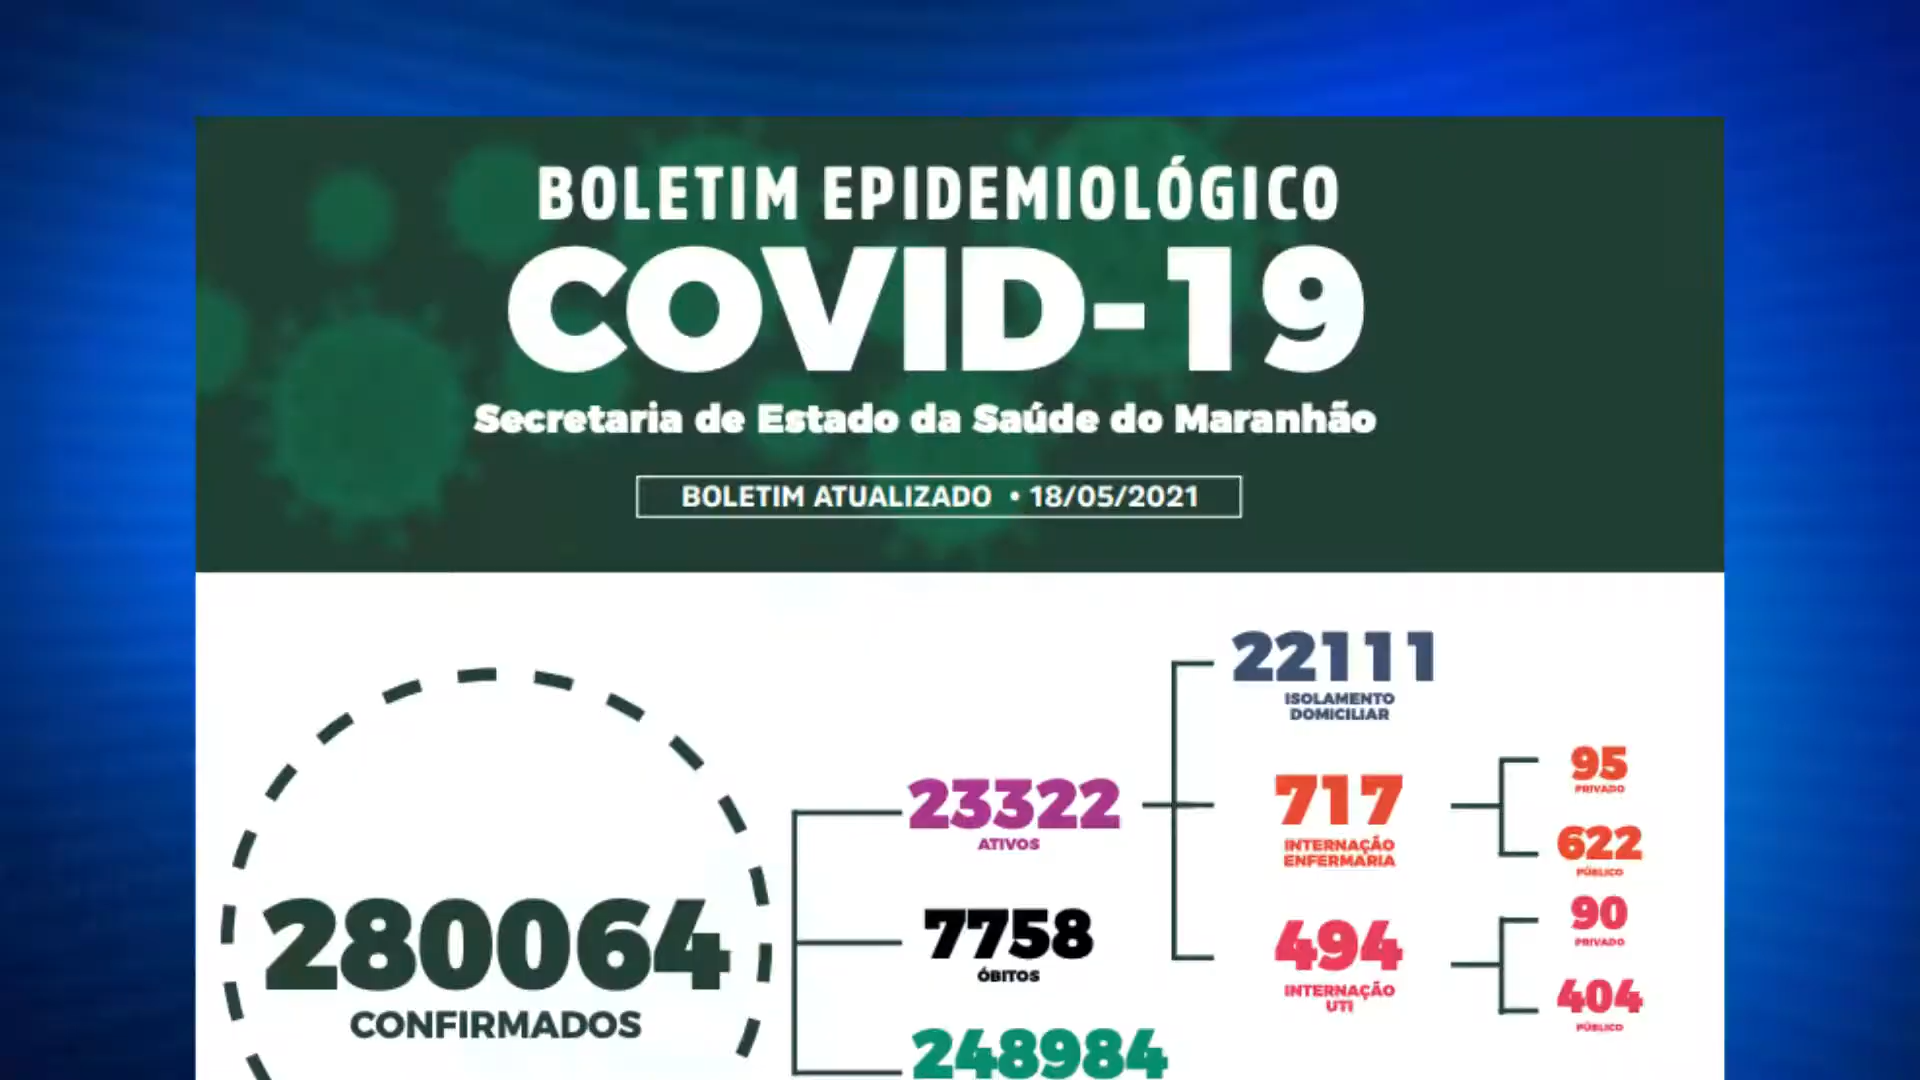 BOLETIM EPIDEMIOLÓGICO
COVID-19
Secretaria de Estado da Saúde do Maranhão
BOLETIM ATUALIZADO • 18/05/2021
280064
CONFIRMADOS
23322
ATIVOS
7758
ÓBITOS
248984
22111
ISOLAMENTO
DOMICILIAR
717
INTERNAÇÃO
ENFERMARIA
95
PRIVADO
622
PÚBLICO
494
INTERNAÇÃO
UTI
90
PRIVADO
404
PÚBLICO